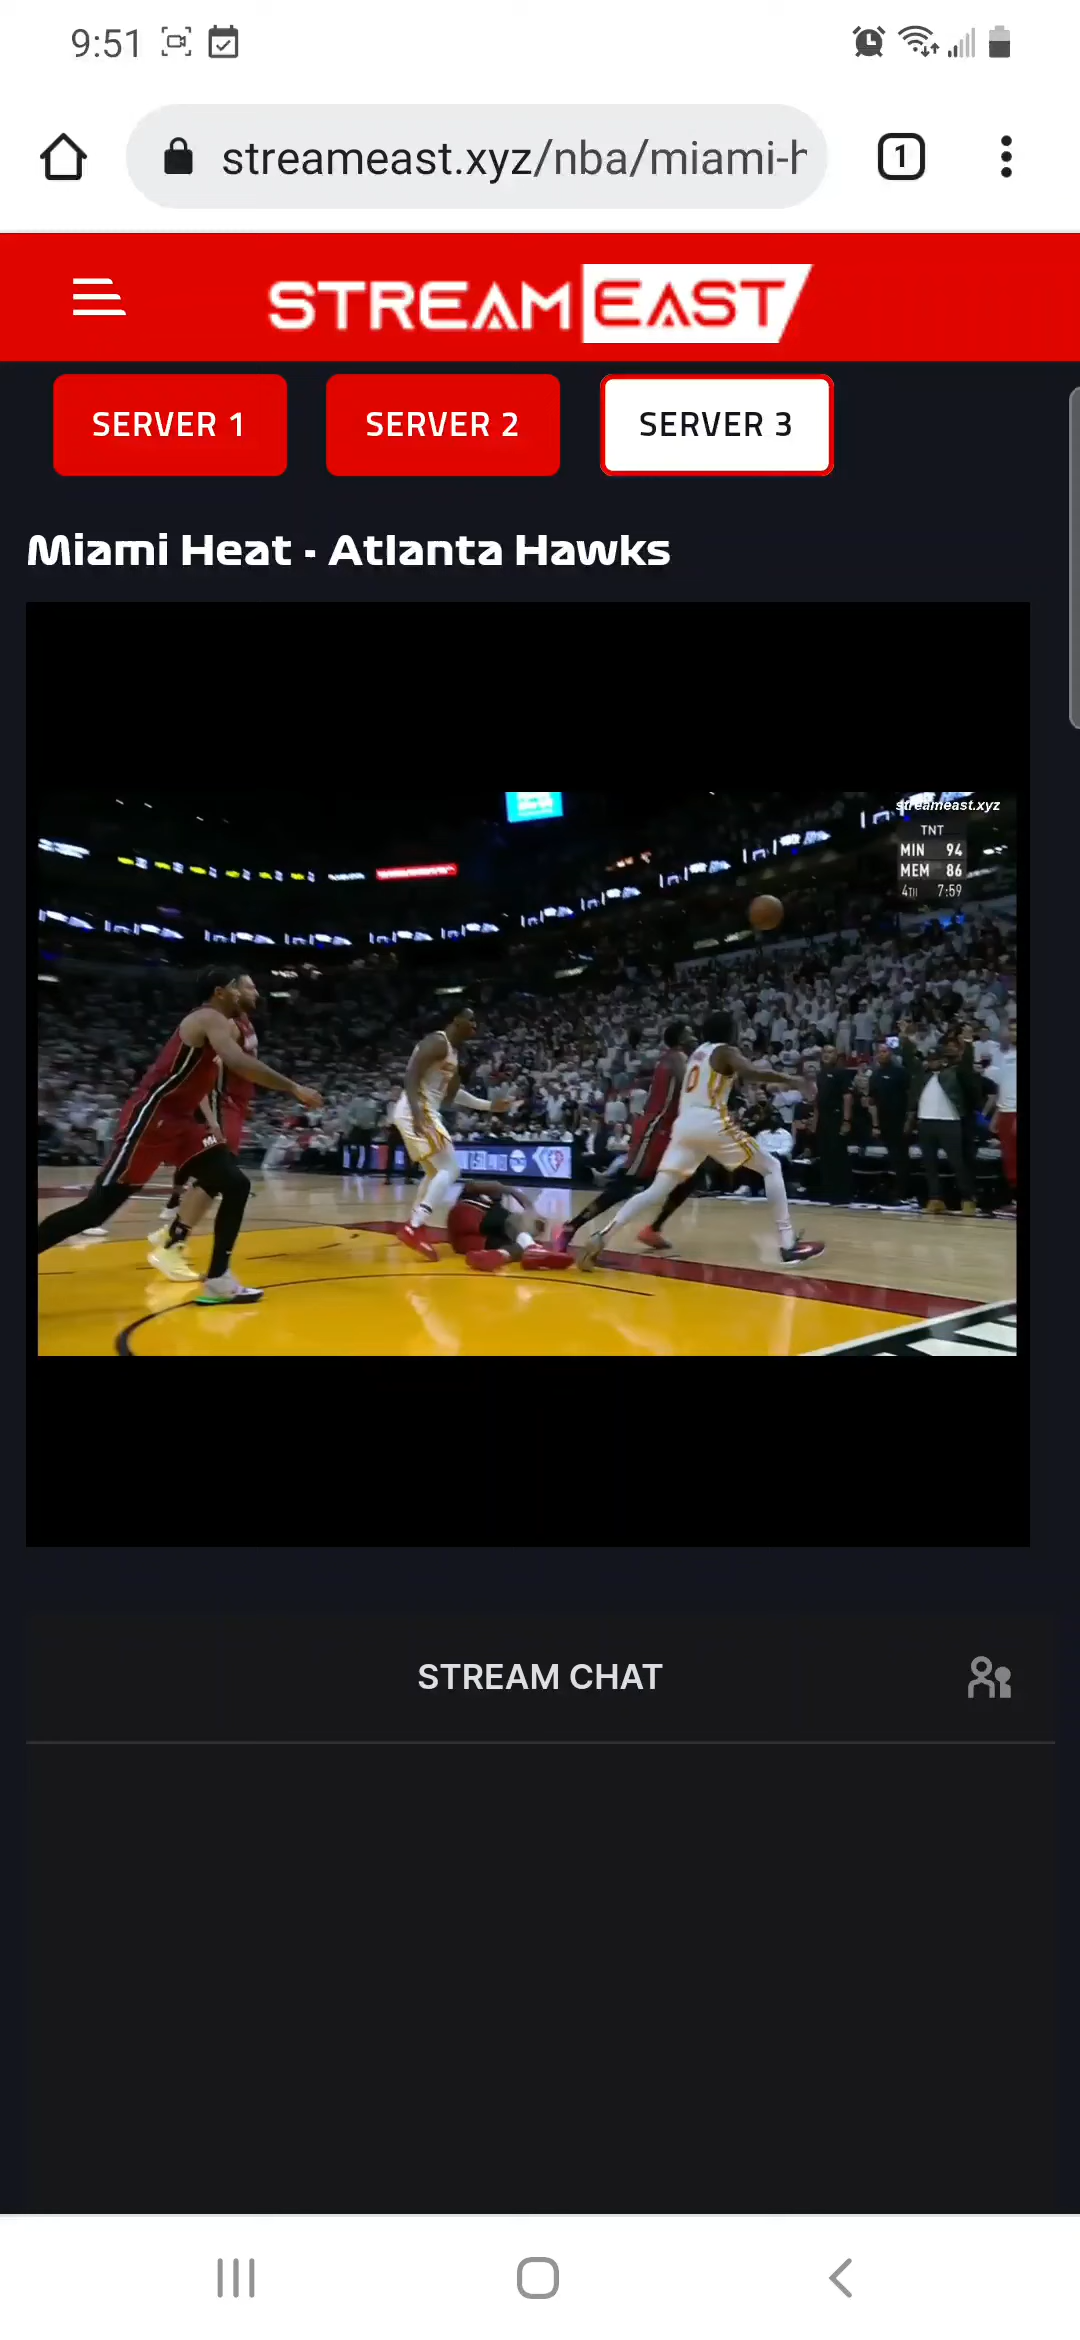 9:51
streameast.xyz/nba/miami-h
1
STREAMEAST
SERVER 1
SERVER 2
SERVER 3
Miami Heat - Atlanta Hawks
streameast.xyz
TNT
MIN 94
MEM 86
4TH 7:59
0
STREAM CHAT